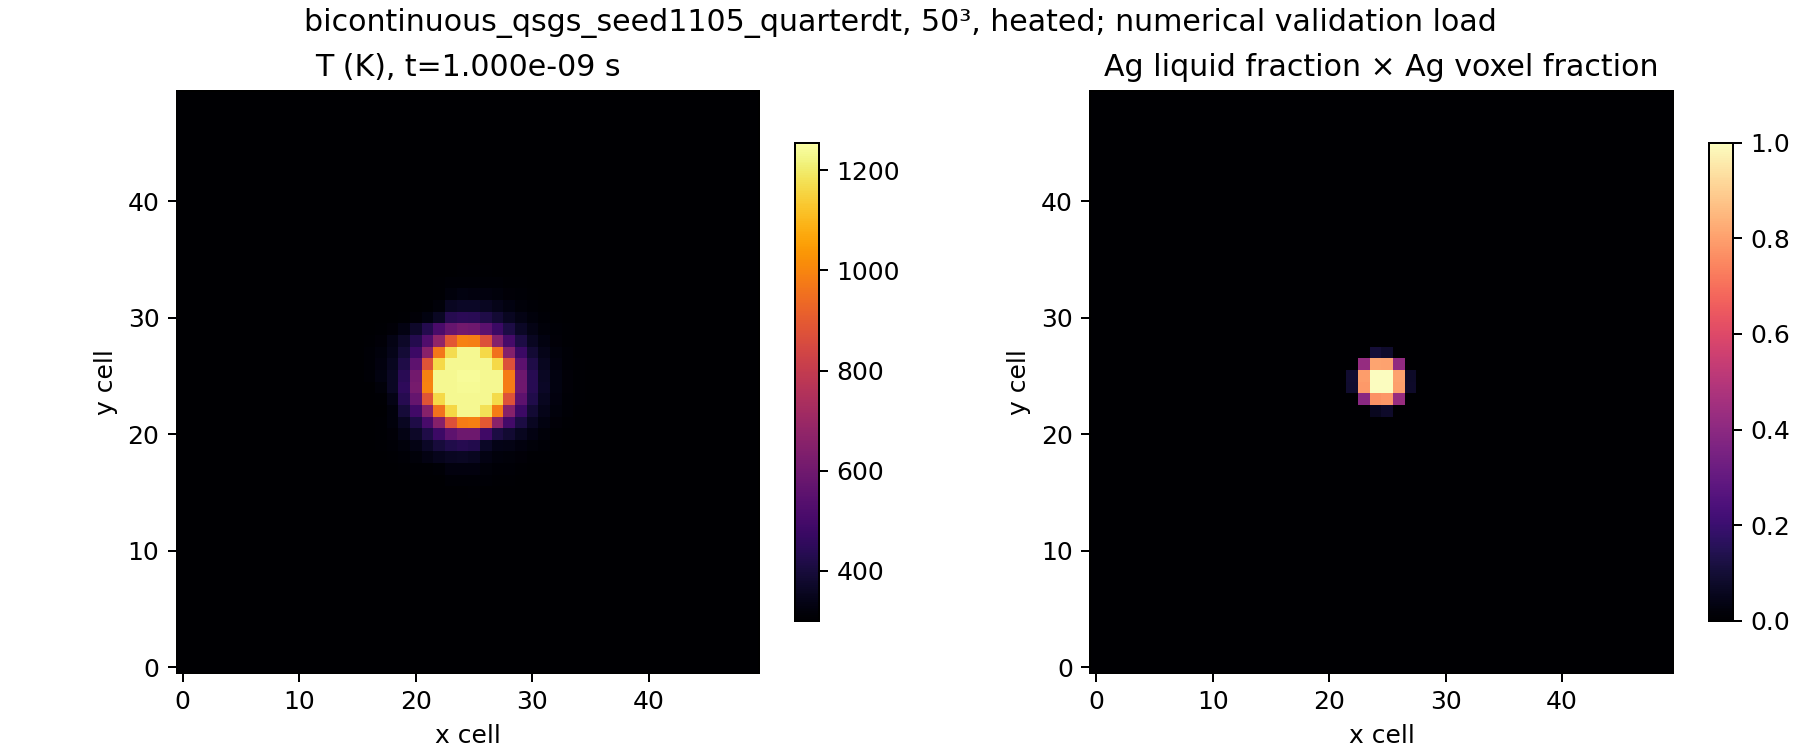 bicontinuous_qsgs_seed1105_quarterdt, 50³, heated; numerical validation load
T (K), t=1.000e-09 s
40
30
20
10
0
y cell
0 10 20 30 40
x cell
1200
1000
800
600
400
Ag liquid fraction × Ag voxel fraction
40
30
20
10
0
y cell
0 10 20 30 40
x cell
1.0
0.8
0.6
0.4
0.2
0.0